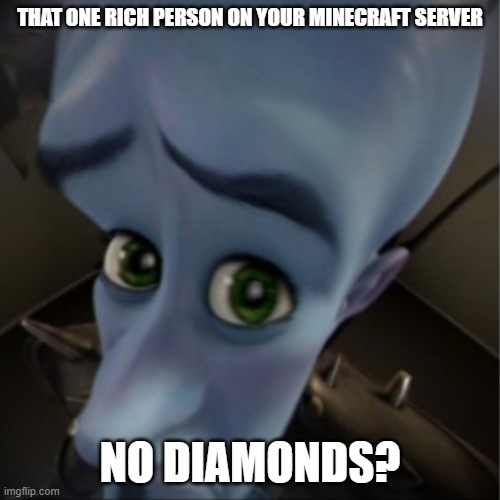 THAT ONE RICH PERSON ON YOUR MINECRAFT SERVER
NO DIAMONDS?
imgflip.com